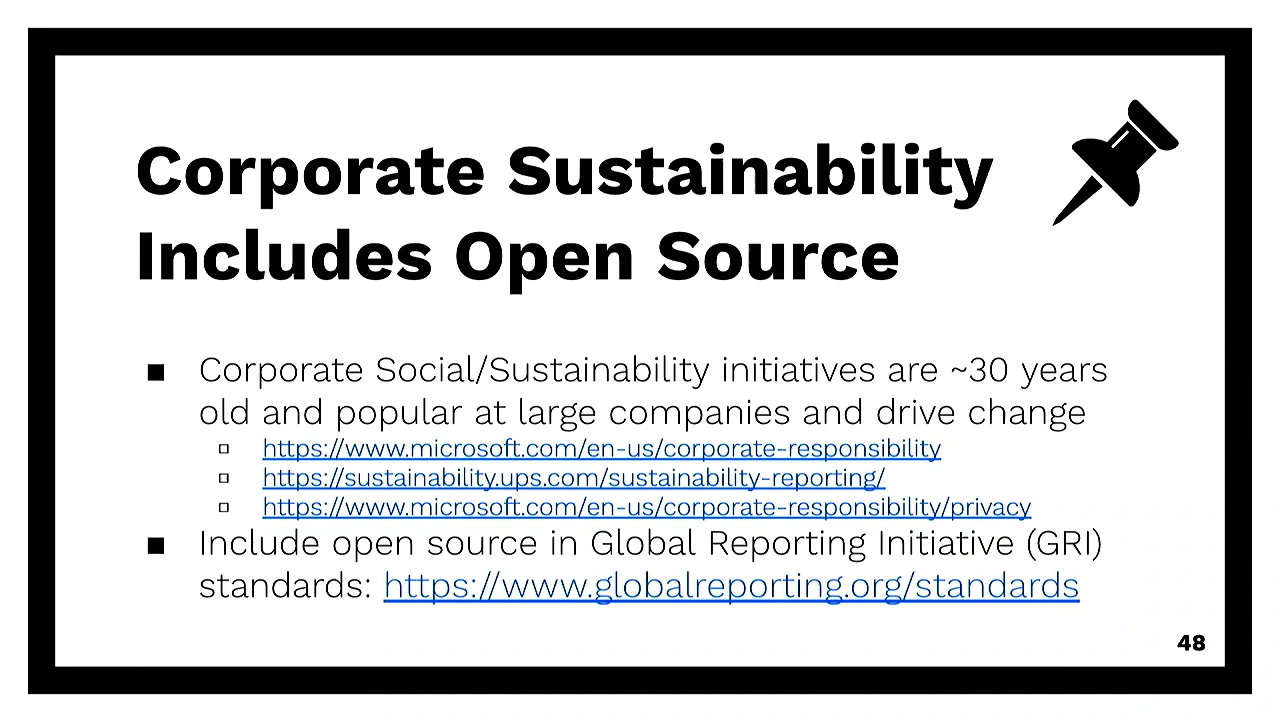 Corporate Sustainability
Includes Open Source
■ Corporate Social/Sustainability initiatives are ~30 years
old and popular at large companies and drive change
▫ https://www.microsoft.com/en-us/corporate-responsibility
▫ https://sustainability.ups.com/sustainability-reporting/
▫ https://www.microsoft.com/en-us/corporate-responsibility/privacy
■ Include open source in Global Reporting Initiative (GRI)
standards: https://www.globalreporting.org/standards
48